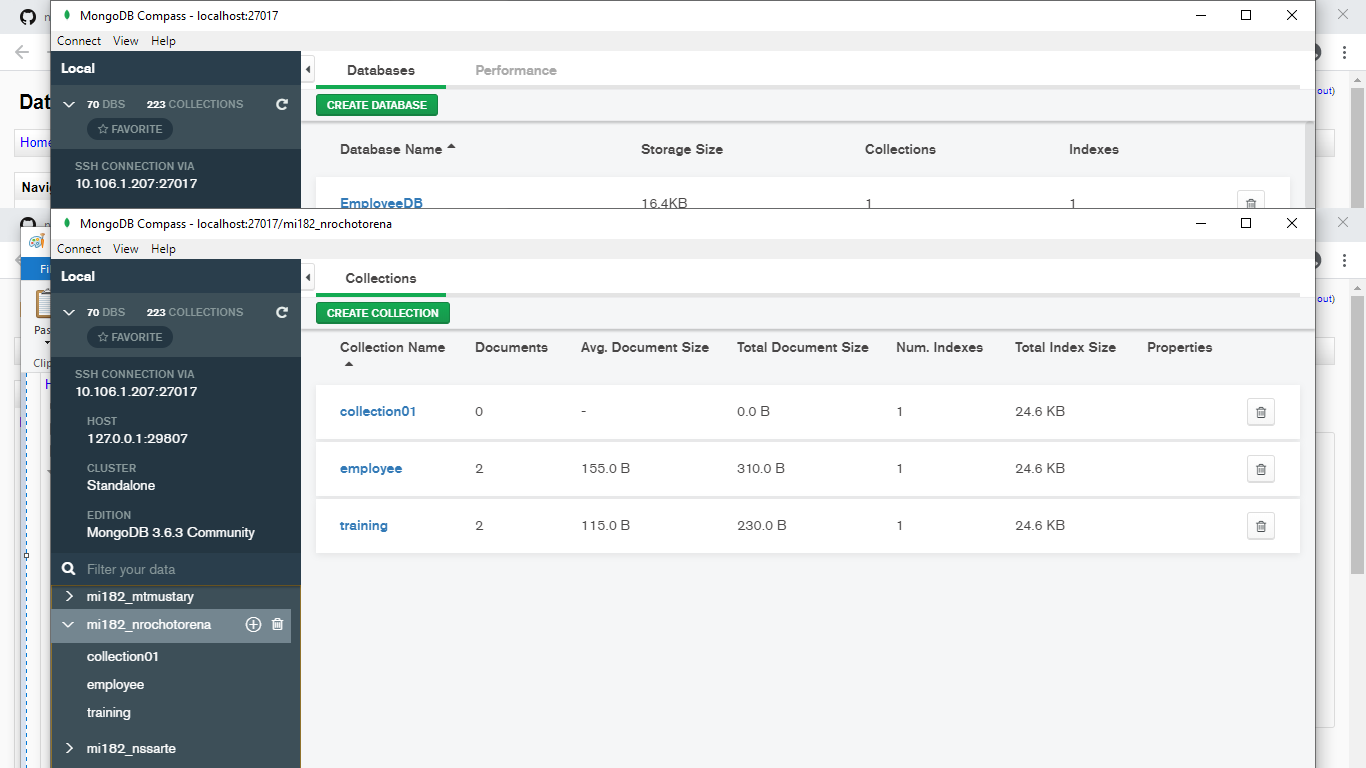 MongoDB Compass - localhost:27017
Connect View Help
Local
Databases Performance
out)
70 DBS 223 COLLECTIONS
CREATE DATABASE
FAVORITE
Home
Database Name Storage Size Collections Indexes
SSH CONNECTION VIA
10.106.1.207:27017
EmployeeDB 16.4KB 1 1
MongoDB Compass - localhost:27017/mi182_nrochotorena
Connect View Help
Local
Collections
out)
70 DBS 223 COLLECTIONS
CREATE COLLECTION
FAVORITE
Collection Name Documents Avg. Document Size Total Document Size Num. Indexes Total Index Size Properties
SSH CONNECTION VIA
10.106.1.207:27017
collection01 0 - 0.0 B 1 24.6 KB
HOST
127.0.0.1:29807
employee 2 155.0 B 310.0 B 1 24.6 KB
CLUSTER
Standalone
EDITION
MongoDB 3.6.3 Community
training 2 115.0 B 230.0 B 1 24.6 KB
Filter your data
mi182_mtmustary
mi182_nrochotorena
collection01
employee
training
mi182_nssarte